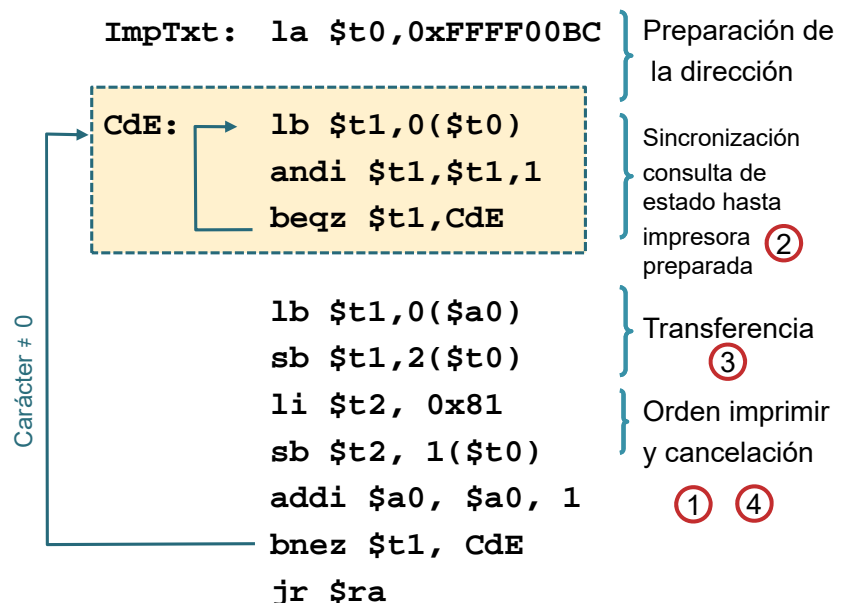 ImpTxt: la $t0,0xFFFF00BC
Preparación de
la dirección
CdE: lb $t1,0($t0)
andi $t1,$t1,1
beqz $t1,CdE
Sincronización
consulta de
estado hasta
impresora 2
preparada
Carácter ≠ 0
lb $t1,0($a0)
sb $t1,2($t0)
Transferencia
3
li $t2, 0x81
sb $t2, 1($t0)
Orden imprimir
y cancelación
addi $a0, $a0, 1
1 4
bnez $t1, CdE
jr $ra